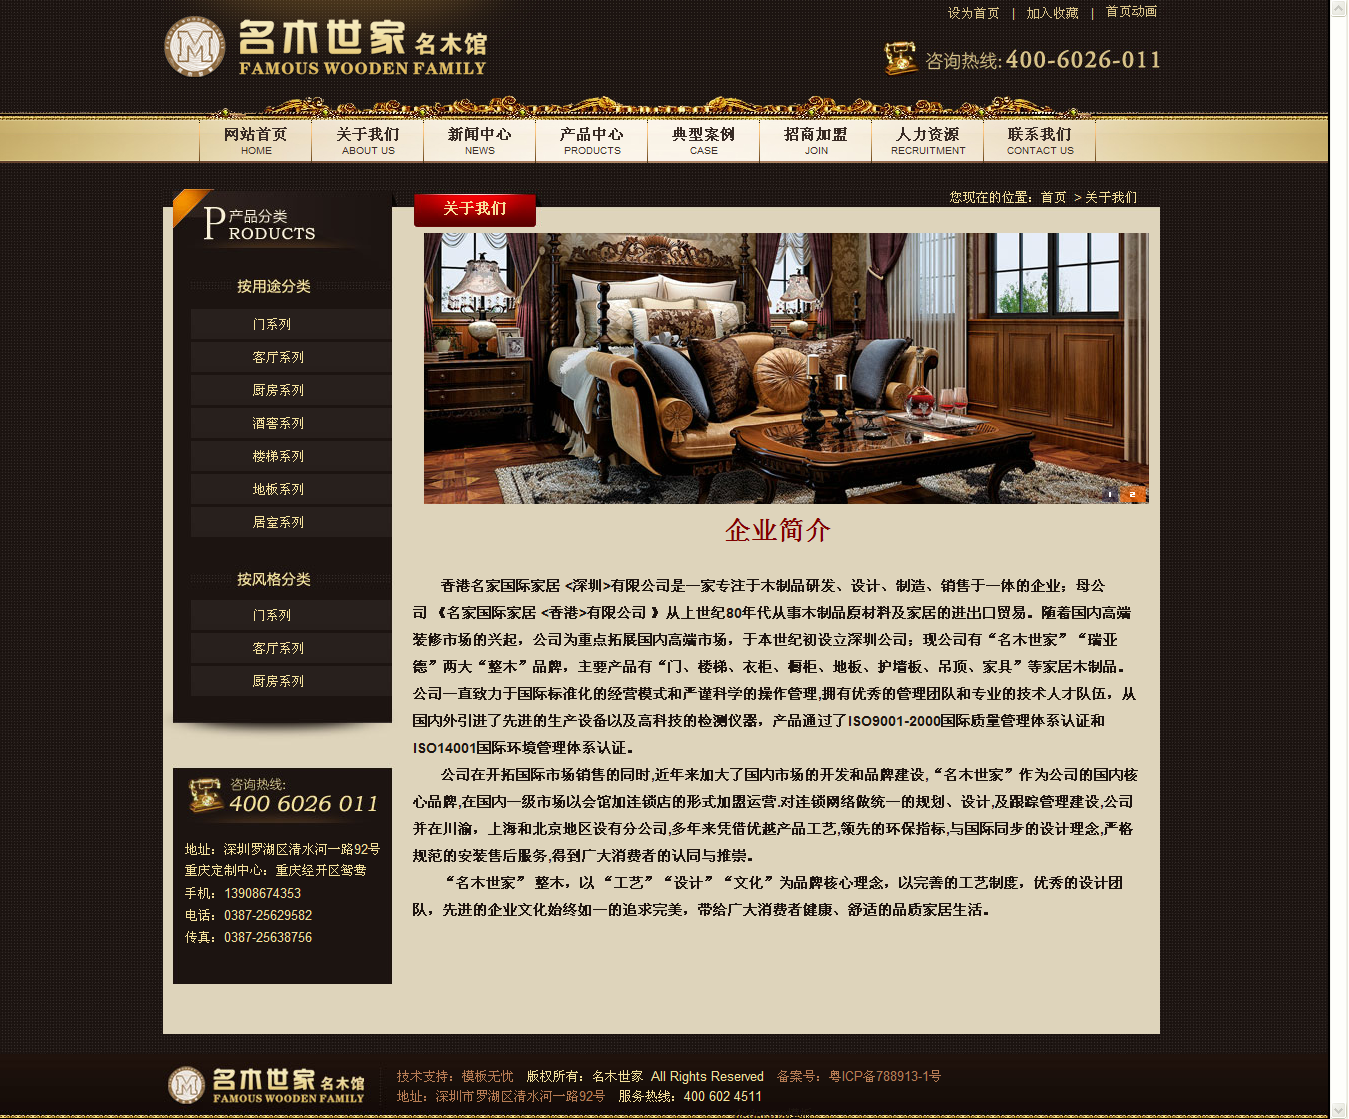 设为首页 | 加入收藏 | 首页动画
M 名木世家 名木馆
FAMOUS WOODEN FAMILY
咨询热线: 400-6026-011
网站首页 关于我们 新闻中心 产品中心 典型案例 招商加盟 人力资源 联系我们
HOME ABOUT US NEWS PRODUCTS CASE JOIN RECRUITMENT CONTACT US
您现在的位置：首页 > 关于我们
产品分类
PRODUCTS
按用途分类
门系列
客厅系列
厨房系列
酒窖系列
楼梯系列
地板系列
居室系列
按风格分类
门系列
客厅系列
厨房系列
咨询热线:
400 6026 011
地址：深圳罗湖区清水河一路92号
重庆定制中心：重庆经开区鸳鸯
手机：13908674353
电话：0387-25629582
传真：0387-25638756
关于我们
1 2
企业简介
香港名家国际家居 <深圳>有限公司是一家专注于木制品研发、设计、制造、销售于一体的企业；母公
司 《名家国际家居 <香港>有限公司 》从上世纪80年代从事木制品原材料及家居的进出口贸易。随着国内高端
装修市场的兴起，公司为重点拓展国内高端市场，于本世纪初设立深圳公司；现公司有“名木世家”“瑞亚
德”两大“整木”品牌，主要产品有“门、楼梯、衣柜、橱柜、地板、护墙板、吊顶、家具”等家居木制品。
公司一直致力于国际标准化的经营模式和严谨科学的操作管理,拥有优秀的管理团队和专业的技术人才队伍，从
国内外引进了先进的生产设备以及高科技的检测仪器，产品通过了ISO9001-2000国际质量管理体系认证和
ISO14001国际环境管理体系认证。
公司在开拓国际市场销售的同时,近年来加大了国内市场的开发和品牌建设,“名木世家”作为公司的国内核
心品牌,在国内一级市场以会馆加连锁店的形式加盟运营.对连锁网络做统一的规划、设计,及跟踪管理建设,公司
并在川渝，上海和北京地区设有分公司,多年来凭借优越产品工艺,领先的环保指标,与国际同步的设计理念,严格
规范的安装售后服务,得到广大消费者的认同与推崇。
“名木世家” 整木，以 “工艺”“设计”“文化”为品牌核心理念，以完善的工艺制度，优秀的设计团
队，先进的企业文化始终如一的追求完美，带给广大消费者健康、舒适的品质家居生活。
M 名木世家 名木馆
FAMOUS WOODEN FAMILY
技术支持：模板无忧 版权所有：名木世家 All Rights Reserved 备案号：粤ICP备788913-1号
地址：深圳市罗湖区清水河一路92号 服务热线：400 602 4511